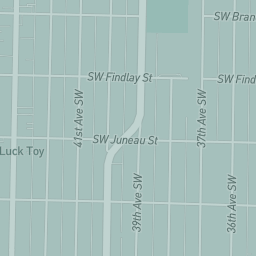 SW Bran
SW Findlay St
SW Find
41st Ave SW
37th Ave SW
SW Juneau St
Luck Toy
39th Ave SW
36th Ave SW